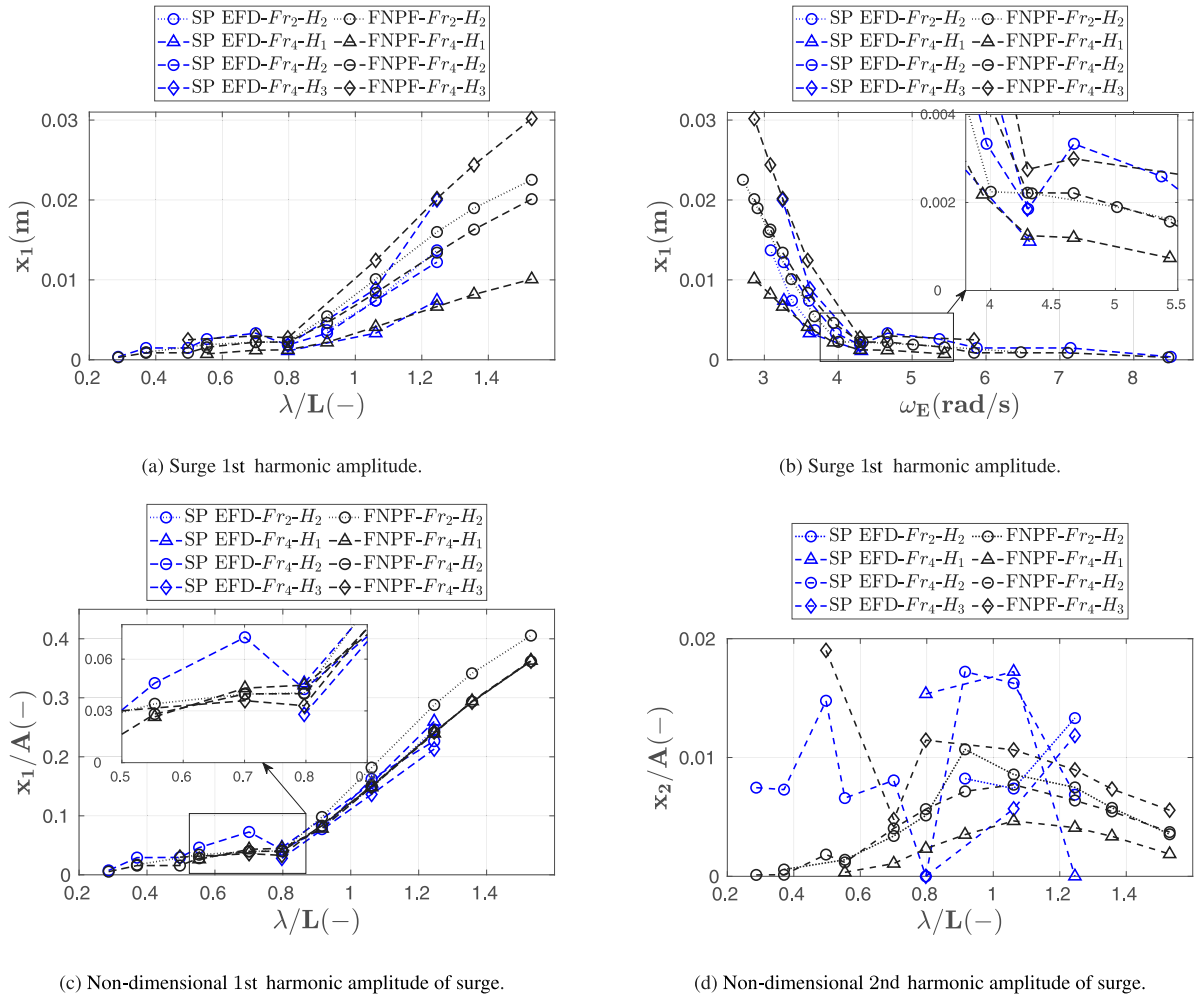 SP EFD-Fr₂-H₂ FNPF-Fr₂-H₂
SP EFD-Fr₄-H₁ FNPF-Fr₄-H₁
SP EFD-Fr₄-H₂ FNPF-Fr₄-H₂
SP EFD-Fr₄-H₃ FNPF-Fr₄-H₃
0.03
0.02
0.01
0
x₁(m)
0.2 0.4 0.6 0.8 1 1.2 1.4
λ/L(−)
(a) Surge 1st harmonic amplitude.
SP EFD-Fr₂-H₂ FNPF-Fr₂-H₂
SP EFD-Fr₄-H₁ FNPF-Fr₄-H₁
SP EFD-Fr₄-H₂ FNPF-Fr₄-H₂
SP EFD-Fr₄-H₃ FNPF-Fr₄-H₃
0.03
0.02
0.01
0
x₁(m)
0.004
0.002
0
4 4.5 5 5.5
3 4 5 6 7 8
ω_E(rad/s)
(b) Surge 1st harmonic amplitude.
SP EFD-Fr₂-H₂ FNPF-Fr₂-H₂
SP EFD-Fr₄-H₁ FNPF-Fr₄-H₁
SP EFD-Fr₄-H₂ FNPF-Fr₄-H₂
SP EFD-Fr₄-H₃ FNPF-Fr₄-H₃
0.4
0.3
0.2
0.1
0
x₁/A(−)
0.06
0.03
0
0.5 0.6 0.7 0.8 0.9
0.2 0.4 0.6 0.8 1 1.2 1.4
λ/L(−)
(c) Non-dimensional 1st harmonic amplitude of surge.
SP EFD-Fr₂-H₂ FNPF-Fr₂-H₂
SP EFD-Fr₄-H₁ FNPF-Fr₄-H₁
SP EFD-Fr₄-H₂ FNPF-Fr₄-H₂
SP EFD-Fr₄-H₃ FNPF-Fr₄-H₃
0.02
0.01
0
x₂/A(−)
0.2 0.4 0.6 0.8 1 1.2 1.4
λ/L(−)
(d) Non-dimensional 2nd harmonic amplitude of surge.